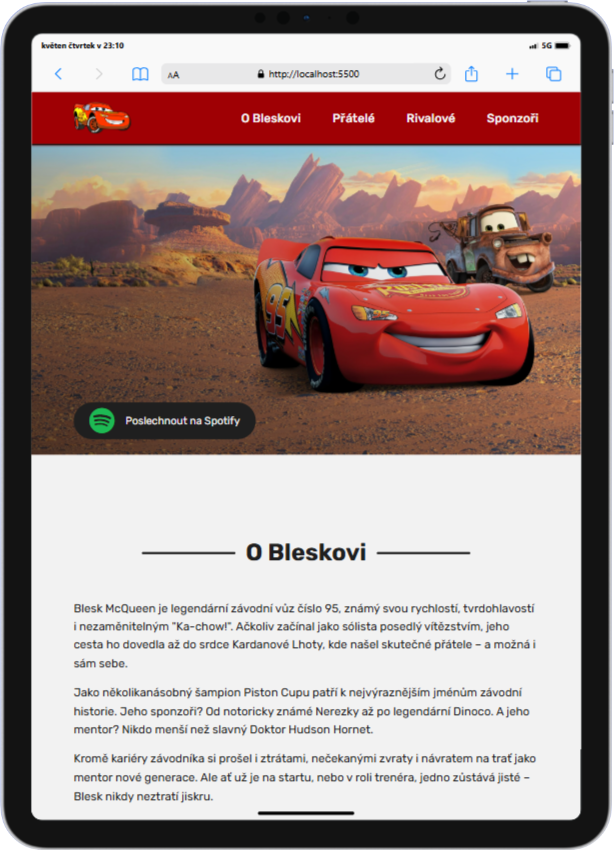 květen čtvrtek v 23:10
5G
AA
http://localhost:5500
O Bleskovi
Přátelé
Rivalové
Sponzoři
95
Poslechnout na Spotify
O Bleskovi
Blesk McQueen je legendární závodní vůz číslo 95, známý svou rychlostí, tvrdohlavostí
i nezaměnitelným "Ka-chow!". Ačkoliv začínal jako sólista posedlý vítězstvím, jeho
cesta ho dovedla až do srdce Kardanové Lhoty, kde našel skutečné přátele – a možná i
sám sebe.
Jako několikanásobný šampion Piston Cupu patří k nejvýraznějším jménům závodní
historie. Jeho sponzoři? Od notoricky známé Nerezky až po legendární Dinoco. A jeho
mentor? Nikdo menší než slavný Doktor Hudson Hornet.
Kromě kariéry závodníka si prošel i ztrátami, nečekanými zvraty i návratem na trať jako
mentor nové generace. Ale ať už je na startu, nebo v roli trenéra, jedno zůstává jisté –
Blesk nikdy neztratí jiskru.